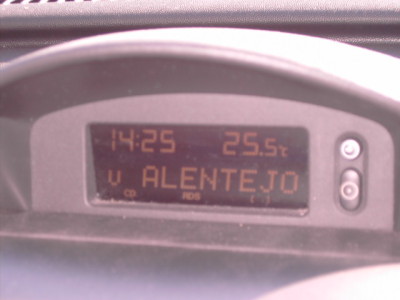 14:25 25.5°c
V ALENTEJO
CD RDS ( )